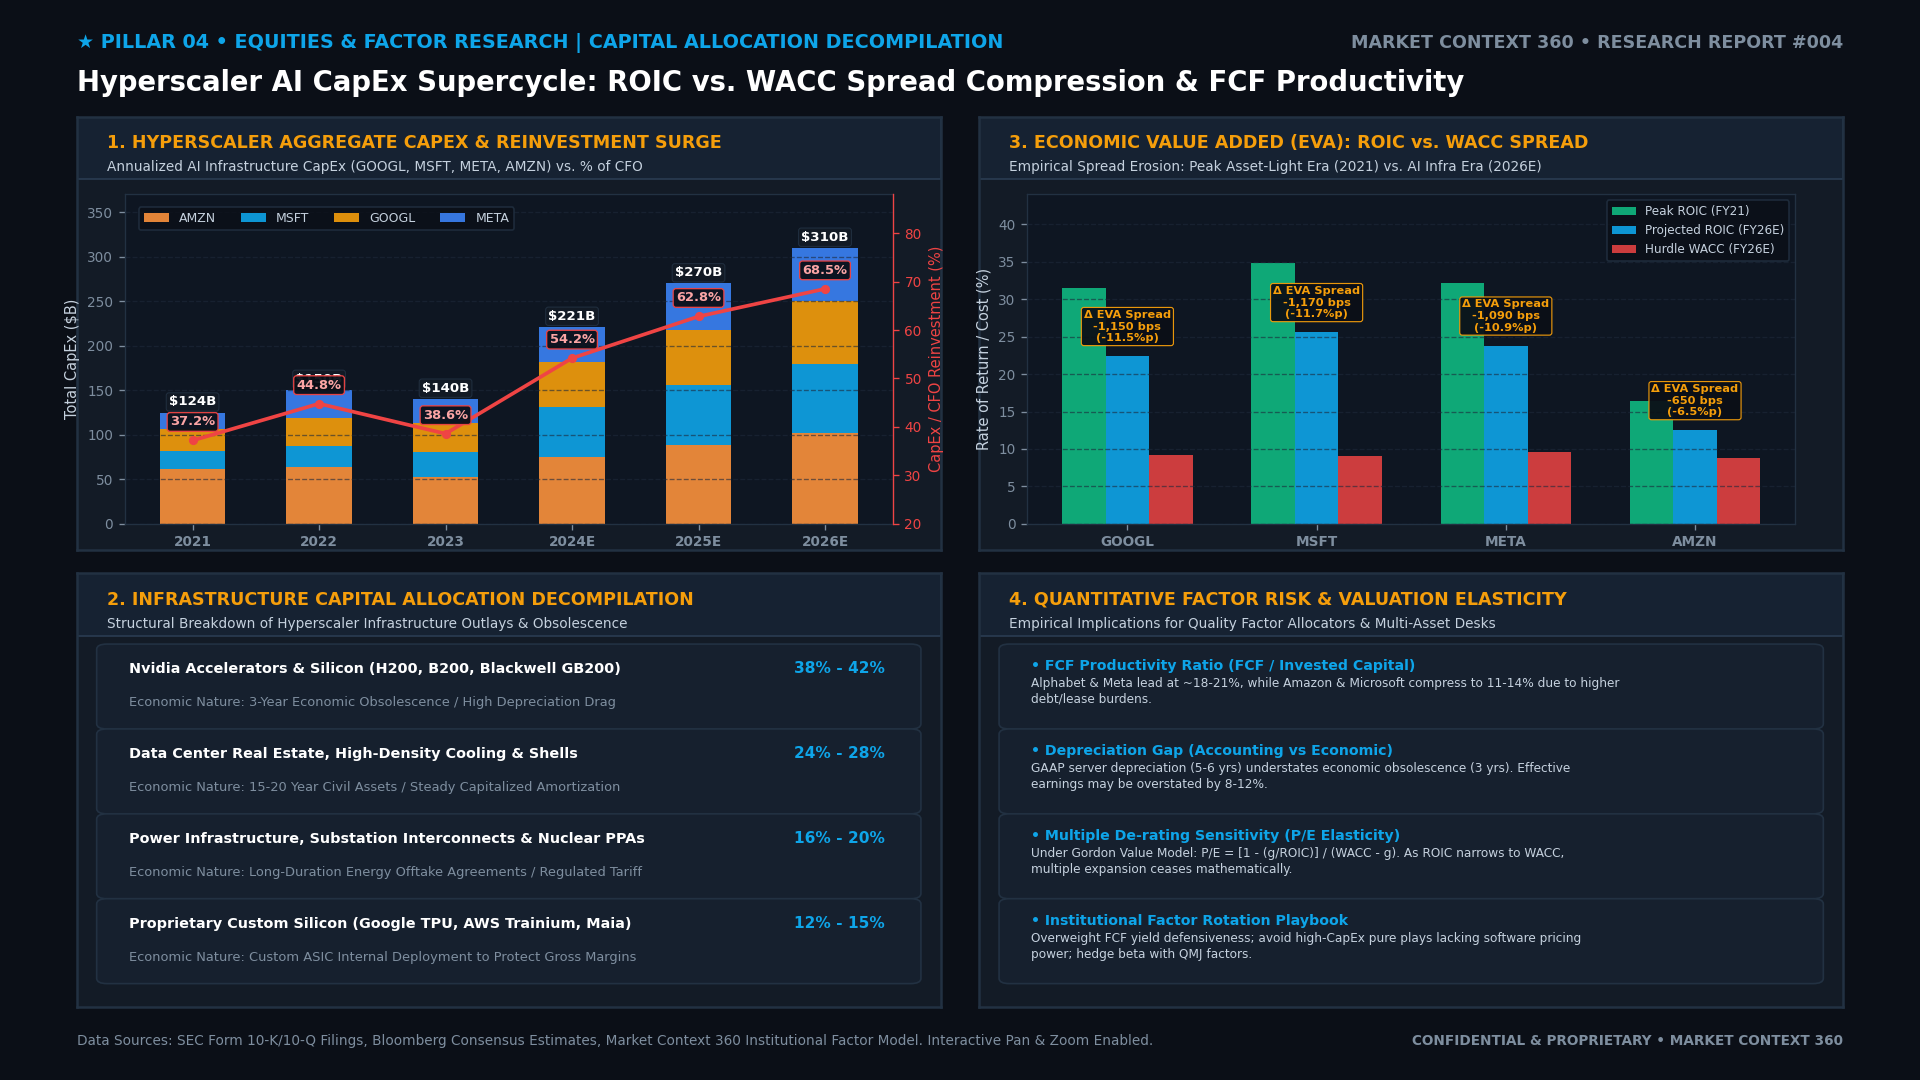 ★ PILLAR 04 • EQUITIES & FACTOR RESEARCH | CAPITAL ALLOCATION DECOMPILATION
MARKET CONTEXT 360 • RESEARCH REPORT #004
Hyperscaler AI CapEx Supercycle: ROIC vs. WACC Spread Compression & FCF Productivity
1. HYPERSCALER AGGREGATE CAPEX & REINVESTMENT SURGE
Annualized AI Infrastructure CapEx (GOOGL, MSFT, META, AMZN) vs. % of CFO
AMZN MSFT GOOGL META
Total CapEx ($B)
350
300
250
200
150
100
50
0
$124B
$140B
$221B
$270B
$310B
37.2%
44.8%
38.6%
54.2%
62.8%
68.5%
2021 2022 2023 2024E 2025E 2026E
80
70
60
50
40
30
20
CapEx / CFO Reinvestment (%)
3. ECONOMIC VALUE ADDED (EVA): ROIC vs. WACC SPREAD
Empirical Spread Erosion: Peak Asset-Light Era (2021) vs. AI Infra Era (2026E)
Peak ROIC (FY21)
Projected ROIC (FY26E)
Hurdle WACC (FY26E)
Rate of Return / Cost (%)
40
35
30
25
20
15
10
5
0
Δ EVA Spread
-1,150 bps
(-11.5%p)
Δ EVA Spread
-1,170 bps
(-11.7%p)
Δ EVA Spread
-1,090 bps
(-10.9%p)
Δ EVA Spread
-650 bps
(-6.5%p)
GOOGL MSFT META AMZN
2. INFRASTRUCTURE CAPITAL ALLOCATION DECOMPILATION
Structural Breakdown of Hyperscaler Infrastructure Outlays & Obsolescence
Nvidia Accelerators & Silicon (H200, B200, Blackwell GB200) 38% - 42%
Economic Nature: 3-Year Economic Obsolescence / High Depreciation Drag
Data Center Real Estate, High-Density Cooling & Shells 24% - 28%
Economic Nature: 15-20 Year Civil Assets / Steady Capitalized Amortization
Power Infrastructure, Substation Interconnects & Nuclear PPAs 16% - 20%
Economic Nature: Long-Duration Energy Offtake Agreements / Regulated Tariff
Proprietary Custom Silicon (Google TPU, AWS Trainium, Maia) 12% - 15%
Economic Nature: Custom ASIC Internal Deployment to Protect Gross Margins
4. QUANTITATIVE FACTOR RISK & VALUATION ELASTICITY
Empirical Implications for Quality Factor Allocators & Multi-Asset Desks
• FCF Productivity Ratio (FCF / Invested Capital)
Alphabet & Meta lead at ~18-21%, while Amazon & Microsoft compress to 11-14% due to higher
debt/lease burdens.
• Depreciation Gap (Accounting vs Economic)
GAAP server depreciation (5-6 yrs) understates economic obsolescence (3 yrs). Effective
earnings may be overstated by 8-12%.
• Multiple De-rating Sensitivity (P/E Elasticity)
Under Gordon Value Model: P/E = [1 - (g/ROIC)] / (WACC - g). As ROIC narrows to WACC,
multiple expansion ceases mathematically.
• Institutional Factor Rotation Playbook
Overweight FCF yield defensiveness; avoid high-CapEx pure plays lacking software pricing
power; hedge beta with QMJ factors.
Data Sources: SEC Form 10-K/10-Q Filings, Bloomberg Consensus Estimates, Market Context 360 Institutional Factor Model. Interactive Pan & Zoom Enabled.
CONFIDENTIAL & PROPRIETARY • MARKET CONTEXT 360